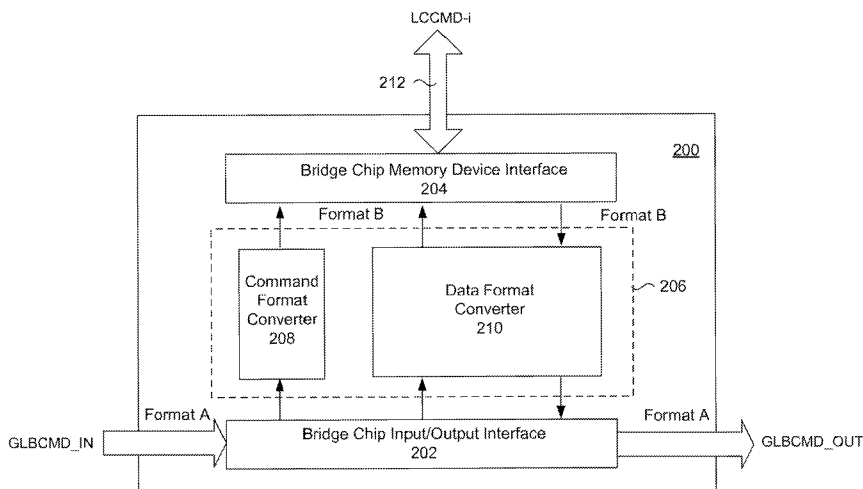 LCCMD-i
212
200
Bridge Chip Memory Device Interface
204
Format B
Format B
206
Command
Format
Converter
208
Data Format
Converter
210
Format A
Format A
GLBCMD_IN
Bridge Chip Input/Output Interface
202
GLBCMD_OUT